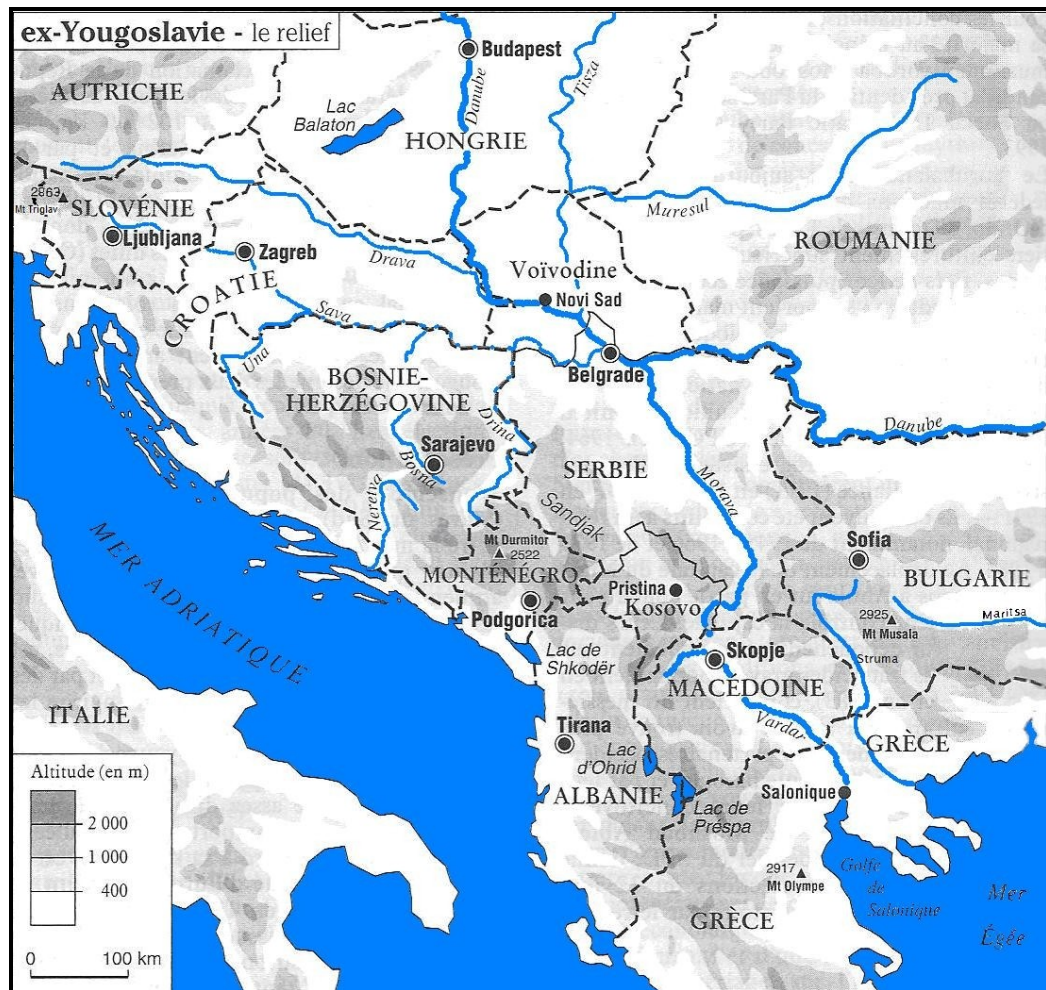 ex-Yougoslavie - le relief
Budapest
AUTRICHE
Danube
Tisza
Lac
Balaton
HONGRIE
2863
Mt Triglav
SLOVÉNIE
Ljubljana
Zagreb
Muresul
ROUMANIE
Drava
Voïvodine
CROATIE
Novi Sad
Sava
Una
Belgrade
BOSNIE-
HERZÉGOVINE
Drina
Danube
Sarajevo
Bosna
SERBIE
Morava
Neretva
Sandjak
MER ADRIATIQUE
Mt Durmitor
2522
Sofia
MONTÉNÉGRO
Pristina
Kosovo
BULGARIE
Podgorica
2925
Mt Musala
Maritsa
Lac de
Shkodër
Skopje
Struma
MACÉDOINE
ITALIE
Tirana
Vardar
Lac
d'Ohrid
GRÈCE
ALBANIE
Salonique
Lac de
Préspa
Altitude (en m)
2 000
1 000
400
2917
Mt Olympe
Golfe
de
Salonique
Mer
Égée
GRÈCE
0
100 km